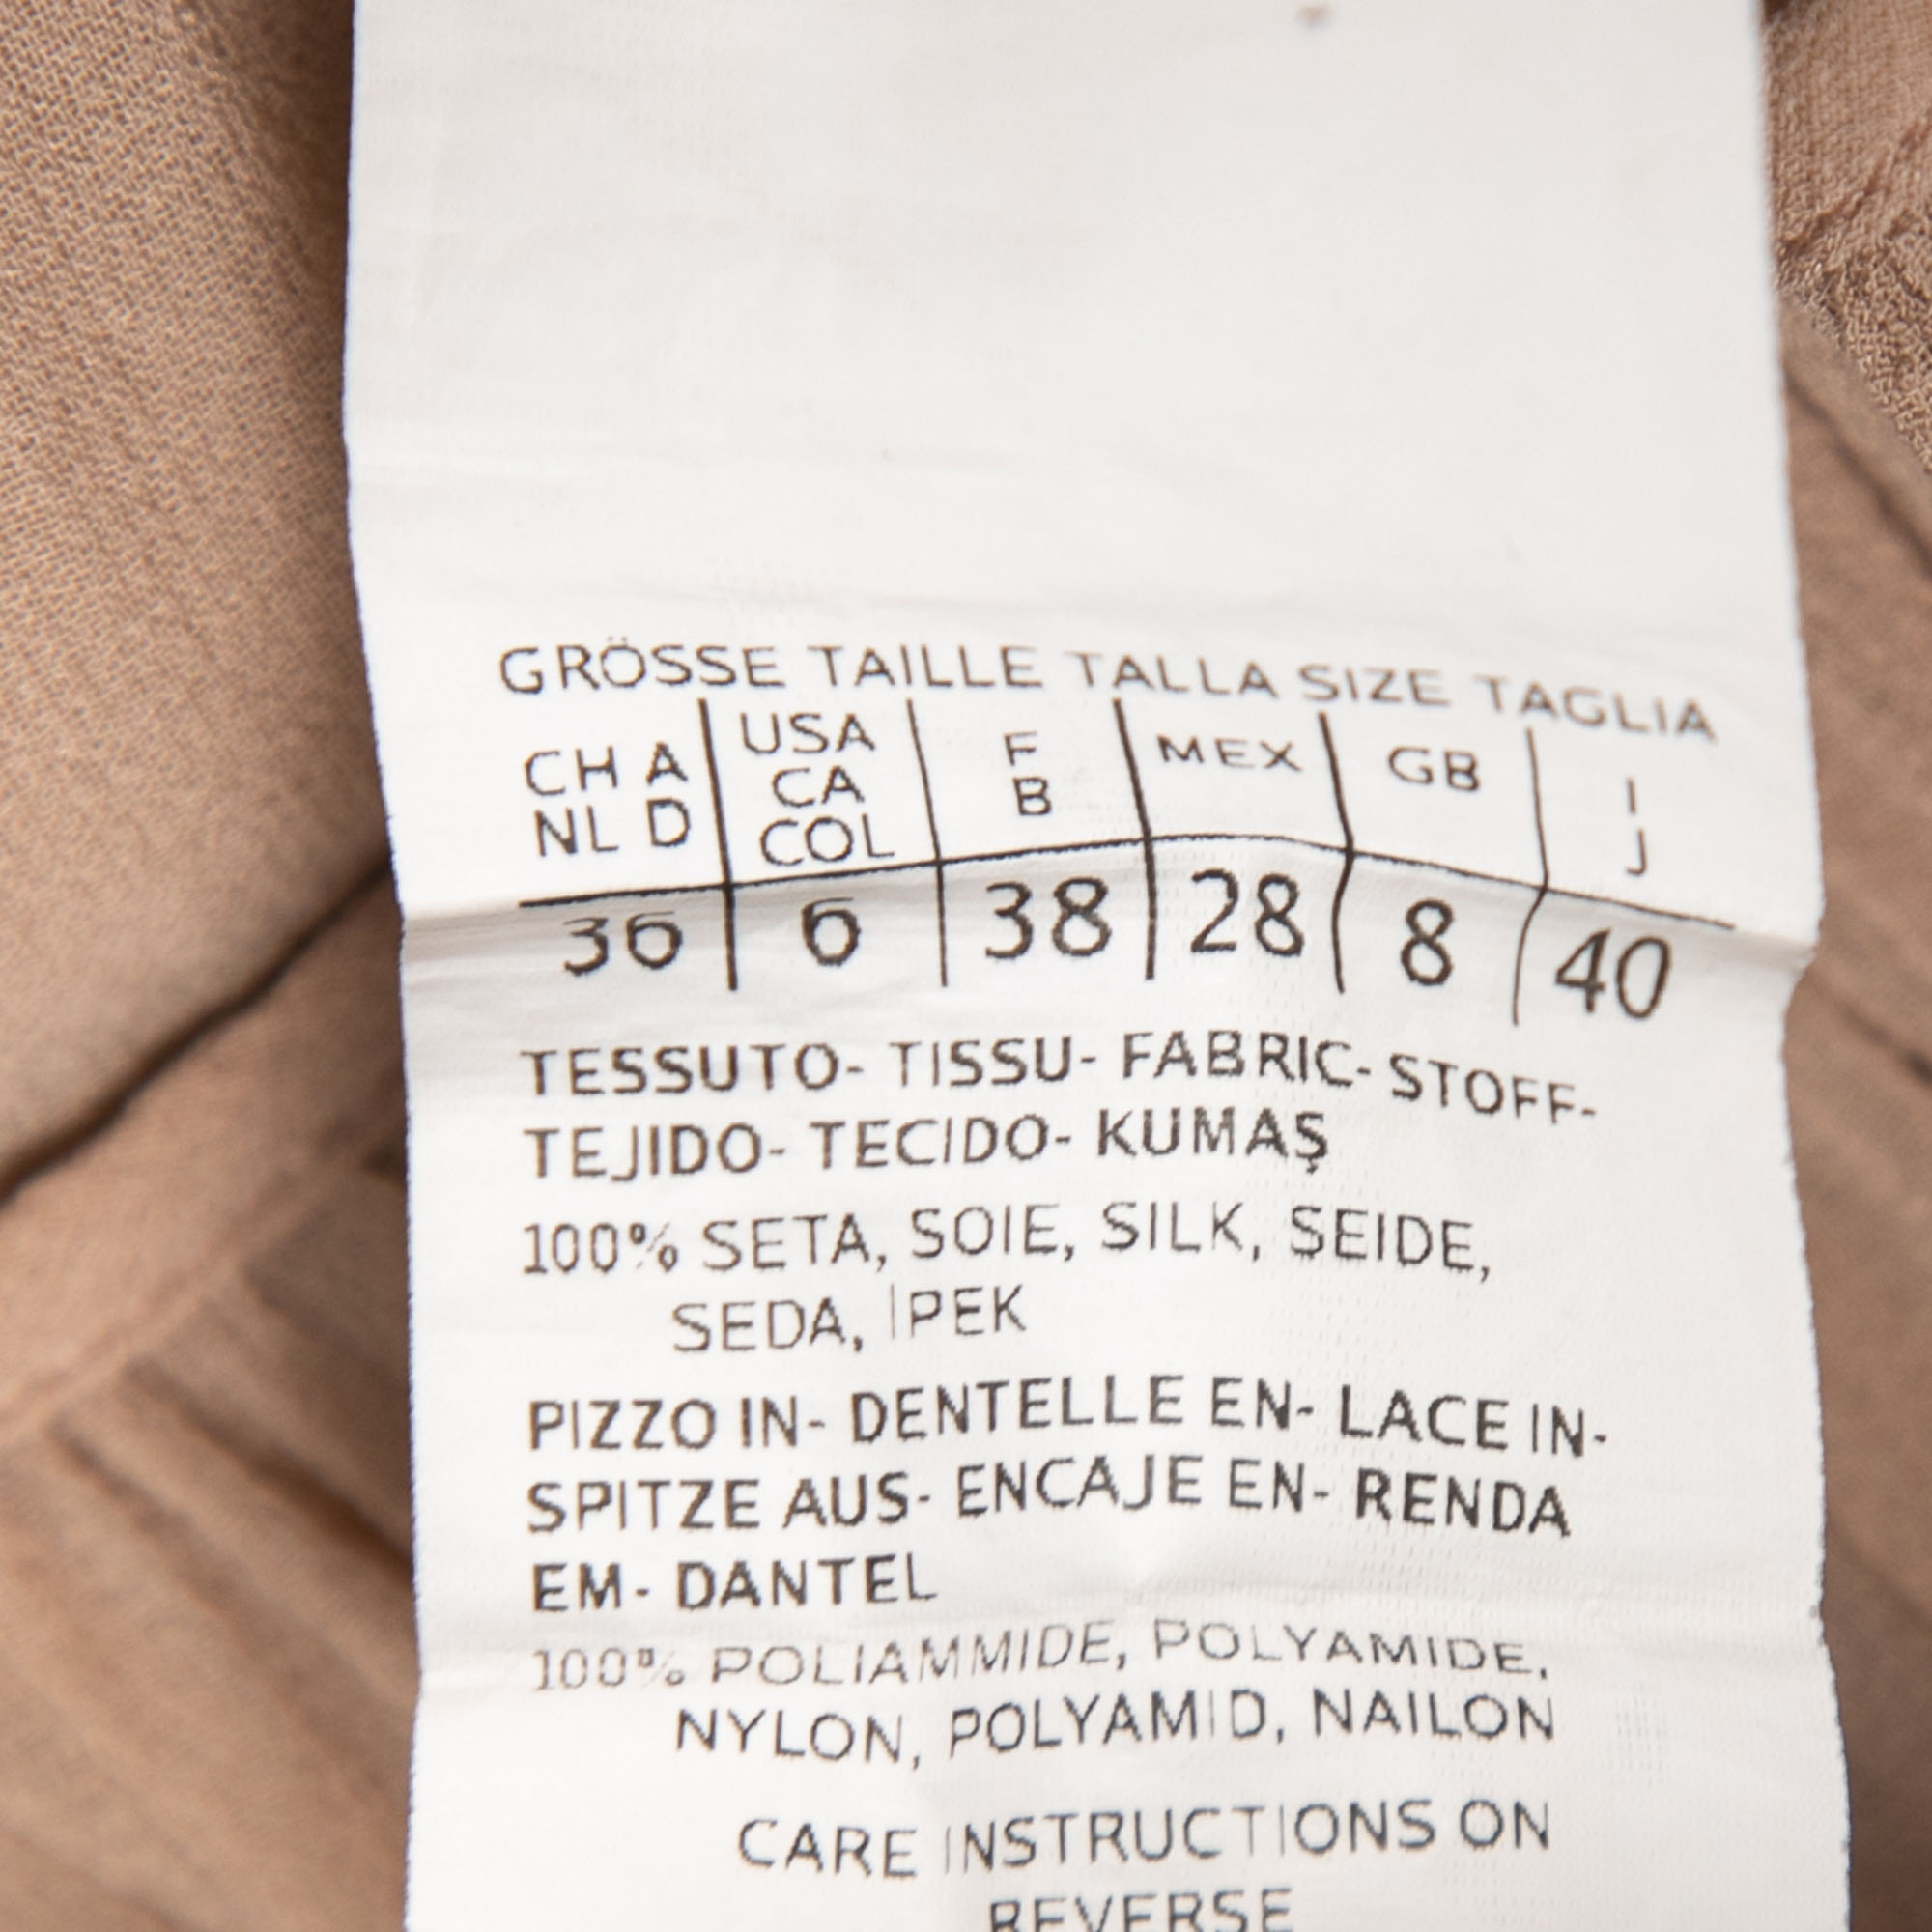 GRÖSSE TAILLE TALLA SIZE TAGLIA
CH A NL D | USA CA COL | F B | MEX | GB | I J
36 | 6 | 38 | 28 | 8 | 40
TESSUTO- TISSU- FABRIC- STOFF-
TEJIDO- TECIDO- KUMAŞ
100% SETA, SOIE, SILK, SEIDE,
SEDA, IPEK
PIZZO IN- DENTELLE EN- LACE IN-
SPITZE AUS- ENCAJE EN- RENDA
EM- DANTEL
100% POLIAMMIDE, POLYAMIDE,
NYLON, POLYAMID, NAILON
CARE INSTRUCTIONS ON
REVERSE